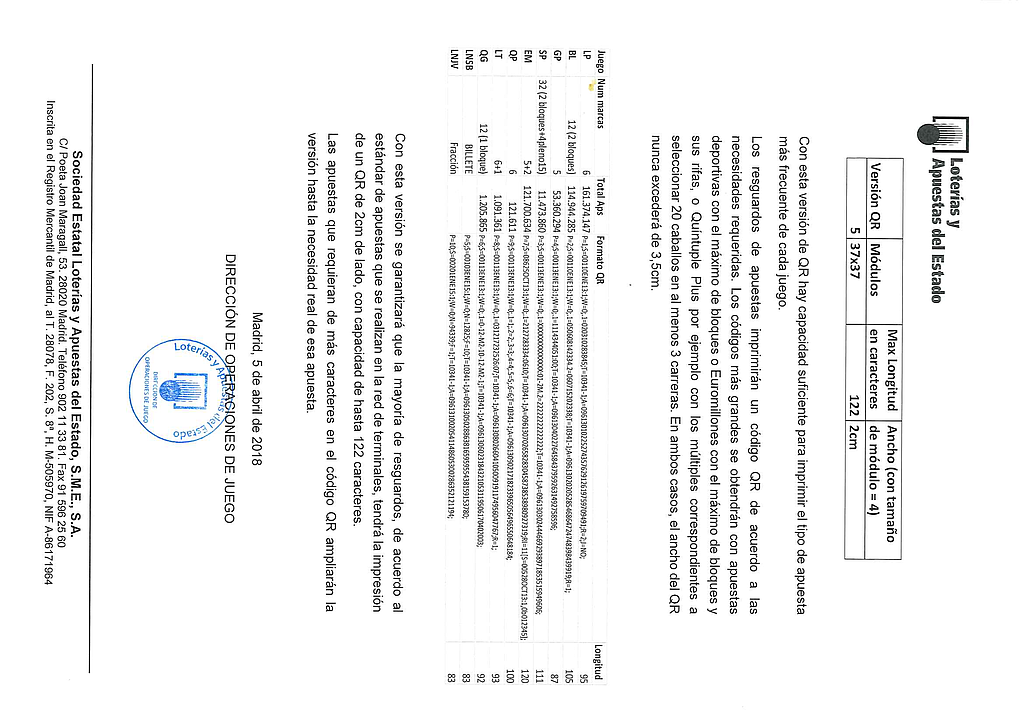 Loterías y
Apuestas del Estado
Versión QR Módulos Max Longitud en caracteres Ancho (con tamaño de módulo = 4)
5 37x37 122 2cm
Con esta versión de QR hay capacidad suficiente para imprimir el tipo de apuesta
más frecuente de cada juego.
Los resguardos de apuestas imprimirán un código QR de acuerdo a las
necesidades requeridas. Los códigos más grandes se obtendrán con apuestas
deportivas con el máximo de bloques o Euromillones con el máximo de bloques y
sus rifas, o Quíntuple Plus por ejemplo con los múltiples correspondientes a
seleccionar 20 caballos en al menos 3 carreras. En ambos casos, el ancho del QR
nunca excederá de 3,5cm.
Juego Num marcas Total Aps Formato QR Longitud
LP 6 161.374.147 95
BL 12 (2 bloques) 114.944.285 105
GP 5 53.360.294 87
SP 32 (2 bloques+4pleno15) 11.473.860 111
EM 5+2 121.700.634 120
QP 6 121.611 100
LT 6+1 1.091.361 93
QG 12 (1 bloque) 1.205.865 92
LNSB BILLETE 83
LNJV Fracción 83
Con esta versión se garantizará que la mayoría de resguardos, de acuerdo al
estándar de apuestas que se realizan en la red de terminales, tendrá la impresión
de un QR de 2cm de lado, con capacidad de hasta 122 caracteres.
Las apuestas que requieran de más caracteres en el código QR ampliarán la
versión hasta la necesidad real de esa apuesta.
Madrid, 5 de abril de 2018
DIRECCIÓN DE OPERACIONES DE JUEGO
Loterías y Apuestas del Estado
DIRECCIÓN DE
OPERACIONES DE JUEGO
Sociedad Estatal Loterías y Apuestas del Estado, S.M.E., S.A.
C/ Poeta Joan Maragall, 53. 28020 Madrid. Teléfono 902 11 33 81. Fax 91 596 25 60
Inscrita en el Registro Mercantil de Madrid, al T. 28078, F. 202, S. 8ª, H. M-505970, NIF A-86171964